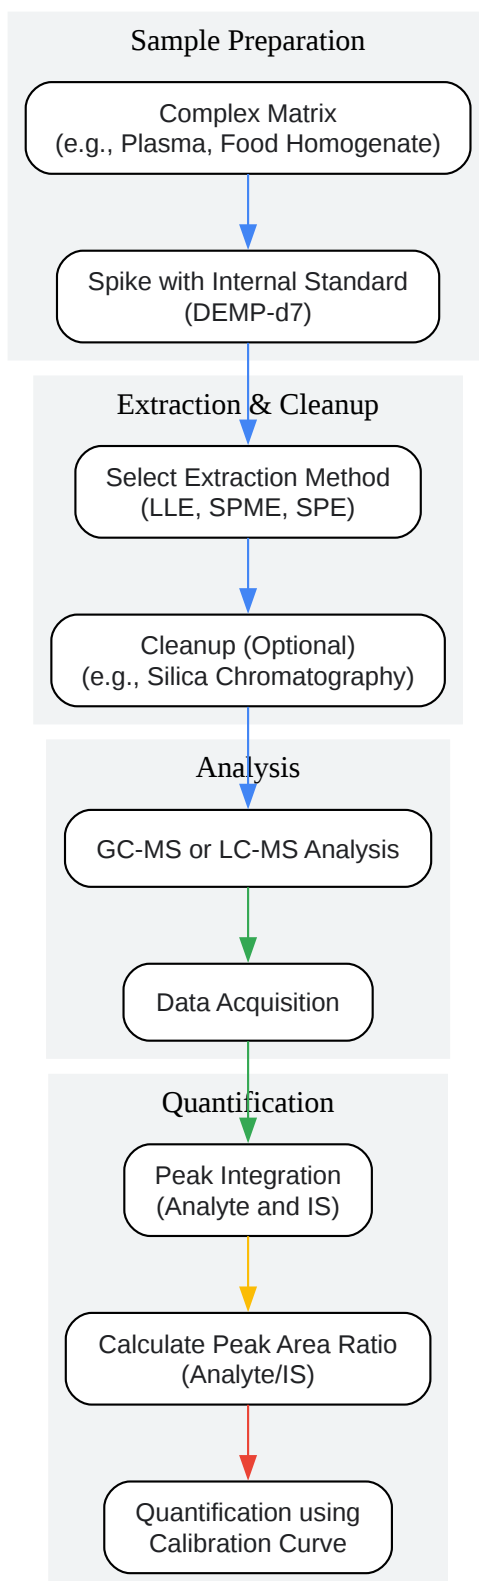 Sample Preparation
Complex Matrix
(e.g., Plasma, Food Homogenate)
Spike with Internal Standard
(DEMP-d7)
Extraction & Cleanup
Select Extraction Method
(LLE, SPME, SPE)
Cleanup (Optional)
(e.g., Silica Chromatography)
Analysis
GC-MS or LC-MS Analysis
Data Acquisition
Quantification
Peak Integration
(Analyte and IS)
Calculate Peak Area Ratio
(Analyte/IS)
Quantification using
Calibration Curve